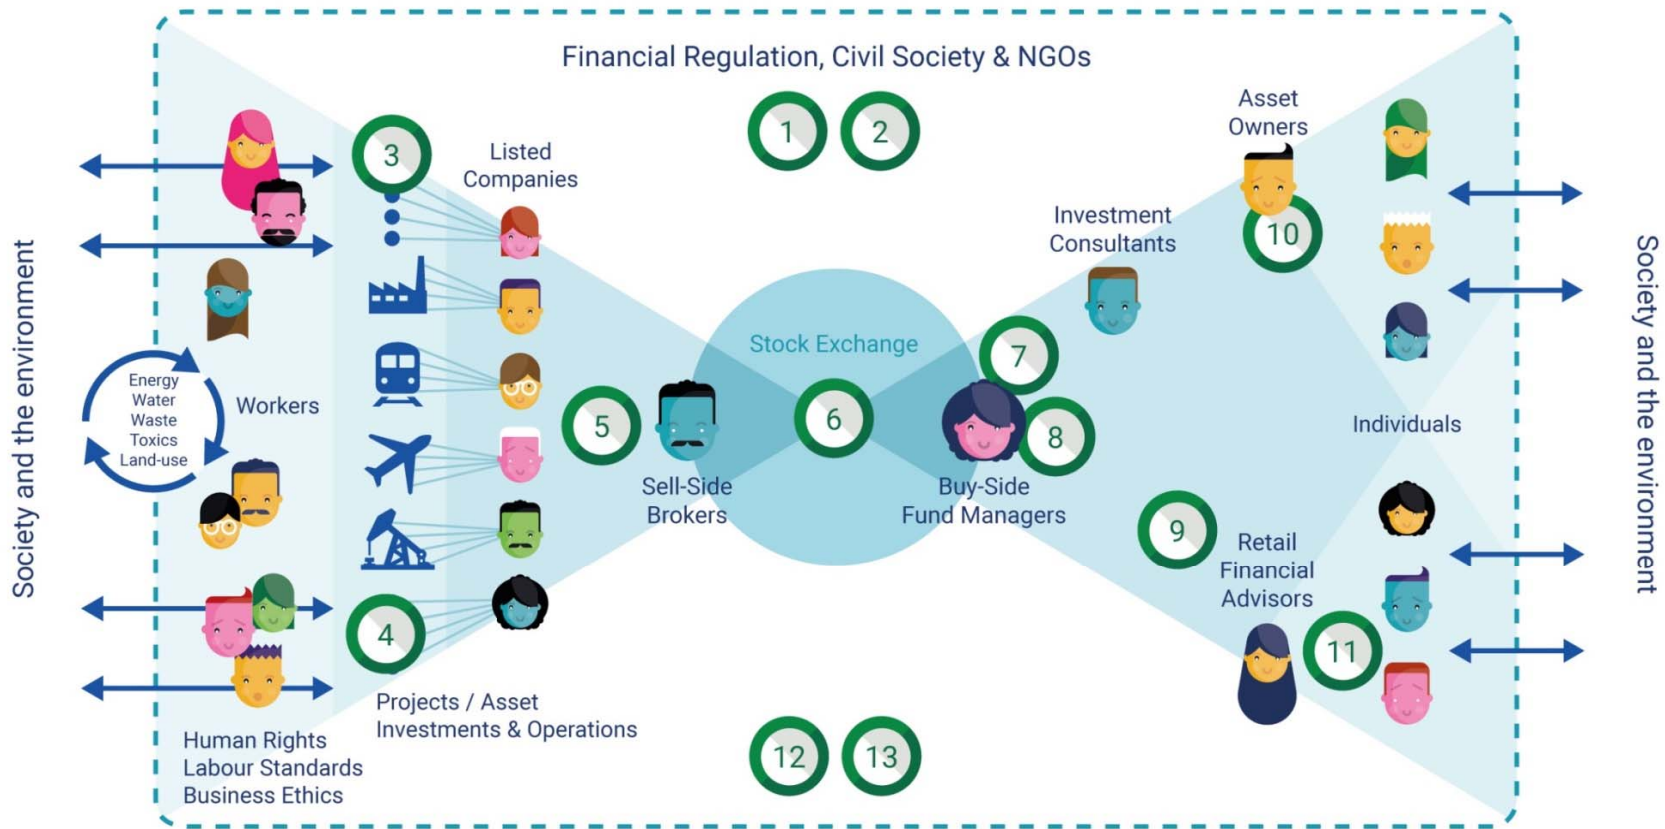 Financial Regulation, Civil Society & NGOs
1
2
Society and the environment
3
Listed
Companies
Energy
Water
Waste
Toxics
Land-use
Workers
4
Projects / Asset
Investments & Operations
Human Rights
Labour Standards
Business Ethics
5
Sell-Side
Brokers
Stock Exchange
6
7
8
Buy-Side
Fund Managers
Investment
Consultants
Asset
Owners
10
Individuals
9
Retail
Financial
Advisors
11
12
13
Society and the environment